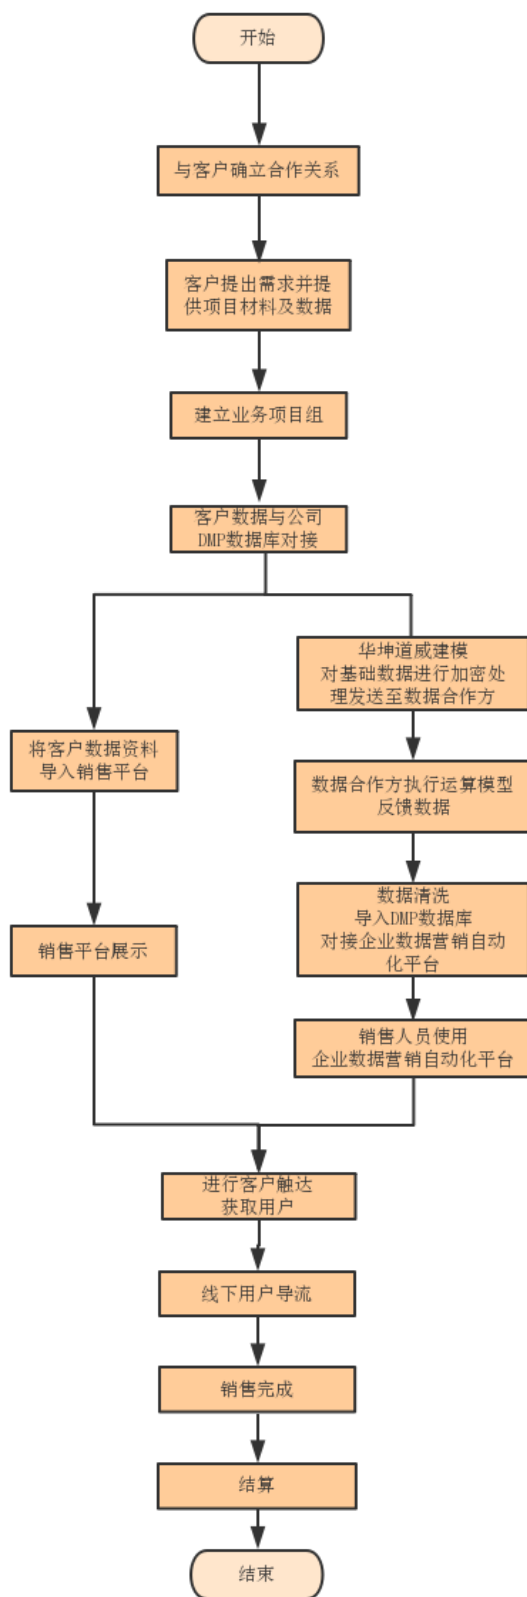 开始
与客户确立合作关系
客户提出需求并提
供项目材料及数据
建立业务项目组
客户数据与公司
DMP数据库对接
将客户数据资料
导入销售平台
销售平台展示
华坤道威建模
对基础数据进行加密处
理发送至数据合作方
数据合作方执行运算模型
反馈数据
数据清洗
导入DMP数据库
对接企业数据营销自动
化平台
销售人员使用
企业数据营销自动化平台
进行客户触达
获取用户
线下用户导流
销售完成
结算
结束